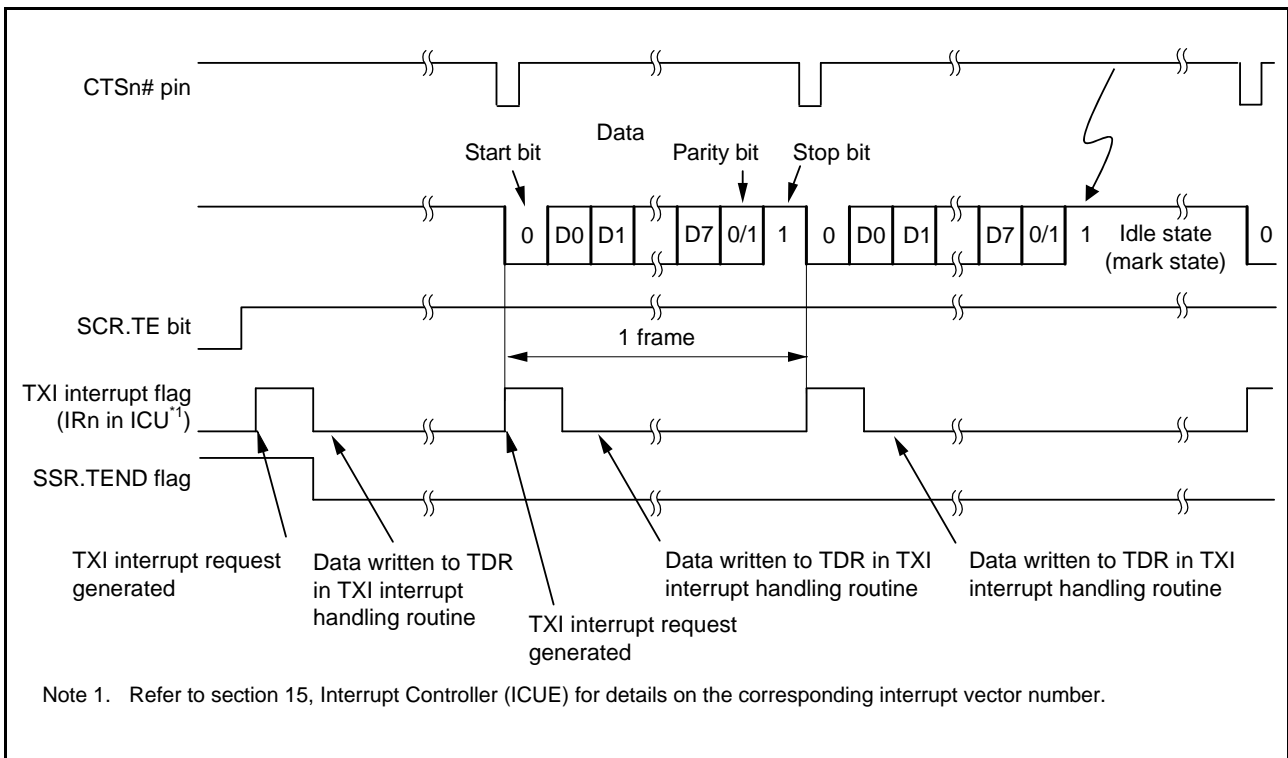 CTSn# pin
Data
Start bit
Parity bit
Stop bit
0 D0 D1 D7 0/1 1 0 D0 D1 D7 0/1 1 Idle state 0
(mark state)
SCR.TE bit
1 frame
TXI interrupt flag
(IRn in ICU*1)
SSR.TEND flag
TXI interrupt request
generated
Data written to TDR
in TXI interrupt
handling routine
TXI interrupt request
generated
Data written to TDR in TXI
interrupt handling routine
Data written to TDR in TXI
interrupt handling routine
Note 1. Refer to section 15, Interrupt Controller (ICUE) for details on the corresponding interrupt vector number.